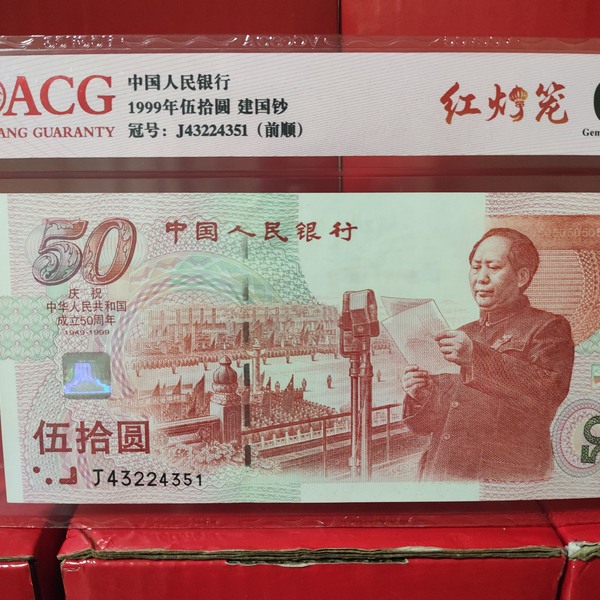 ACG
ANG GUARANTY
中国人民银行
1999年伍拾圆 建国钞
冠号：J43224351（前顺）
红灯笼
Gem
50
中国人民银行
庆祝
中华人民共和国
成立50周年
1949-1999
伍拾圆
J43224351